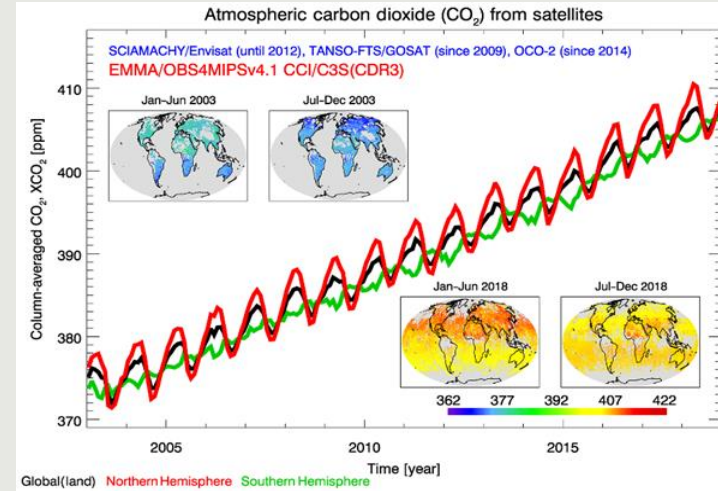 Atmospheric carbon dioxide (CO₂) from satellites
SCIAMACHY/Envisat (until 2012), TANSO-FTS/GOSAT (since 2009), OCO-2 (since 2014)
EMMA/OBS4MIPSv4.1 CCI/C3S(CDR3)
Jan–Jun 2003
Jul-Dec 2003
Column-averaged CO₂, XCO₂ [ppm]
410
400
390
380
370
Jan-Jun 2018
Jul-Dec 2018
362 377 392 407 422
2005 2010 2015
Time [year]
Global(land) Northern Hemisphere Southern Hemisphere